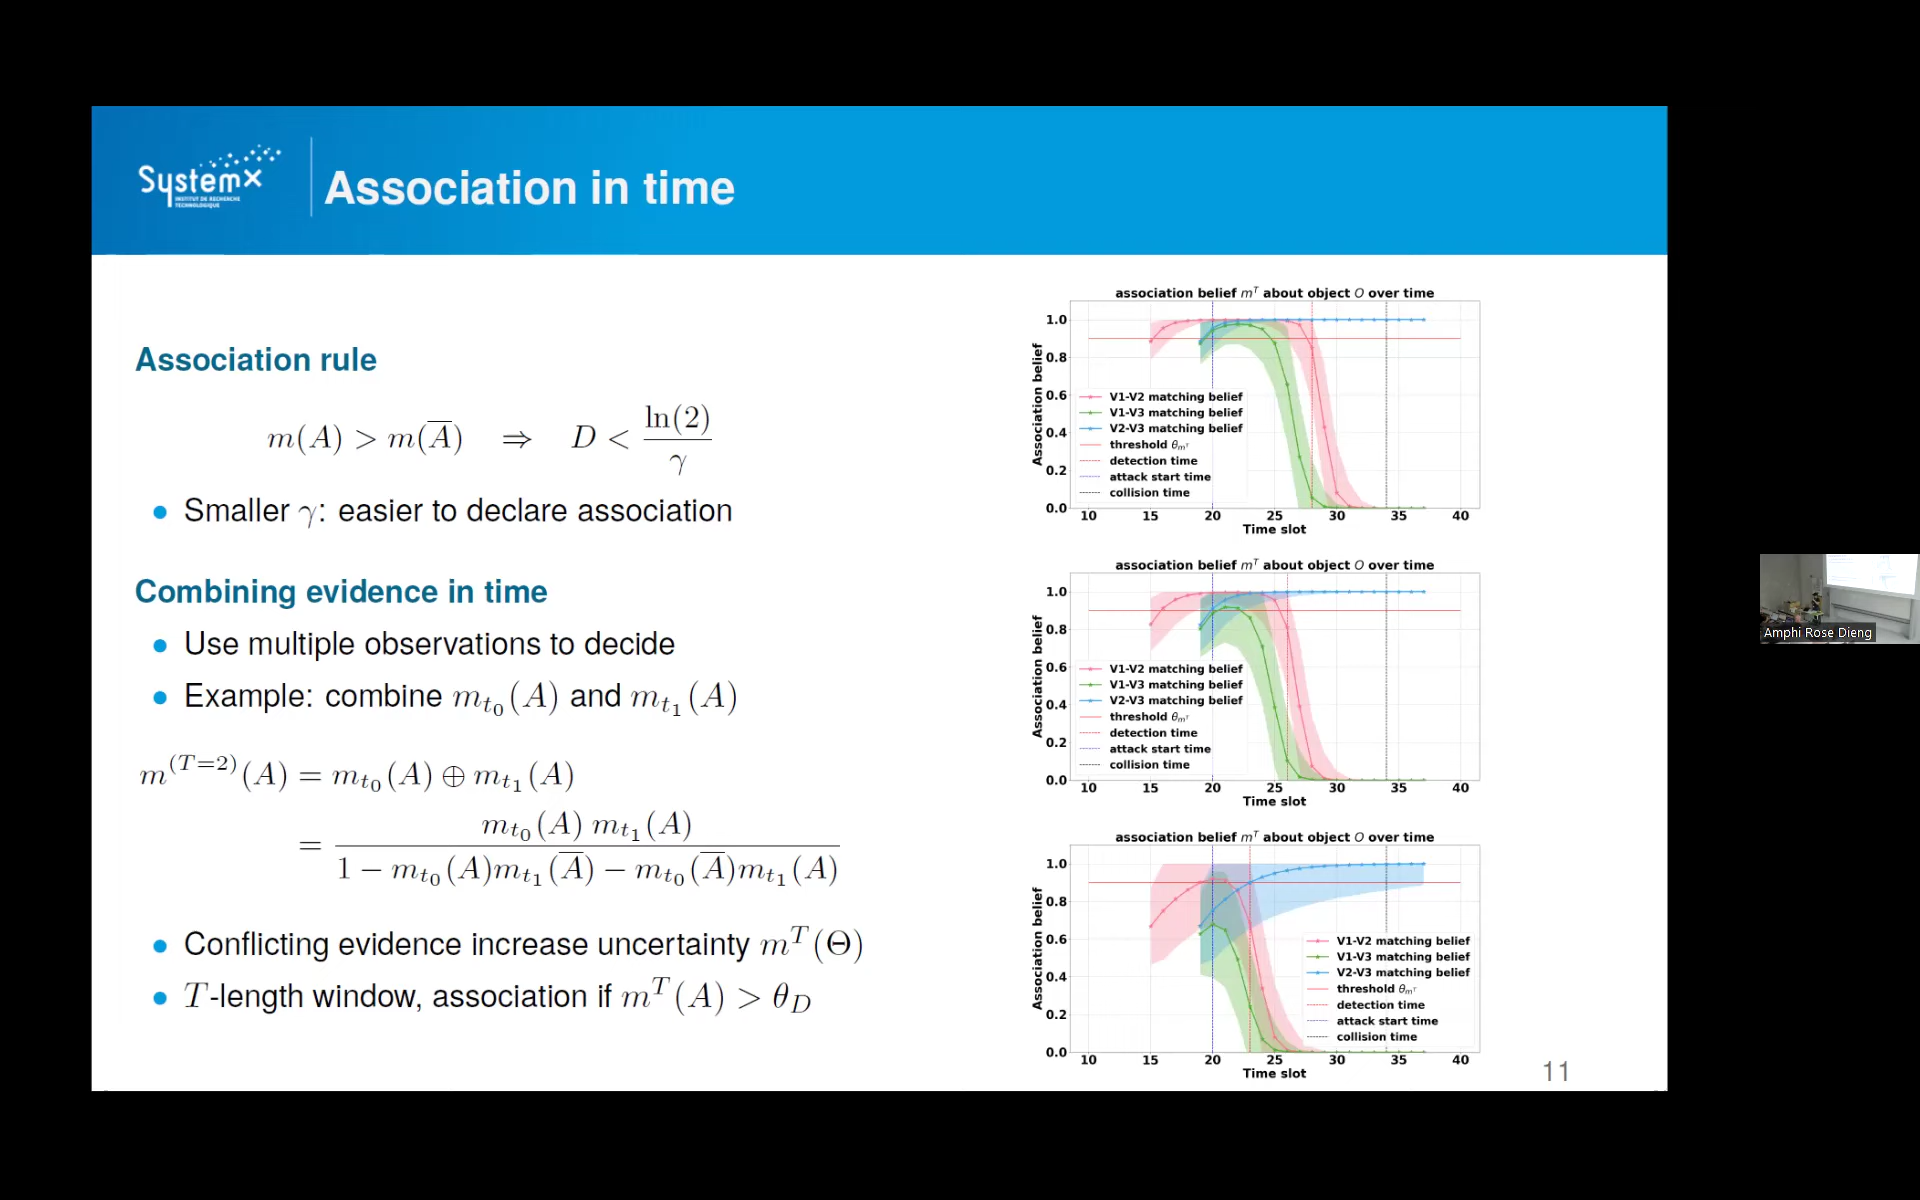 SystemX
INSTITUT DE RECHERCHE
TECHNOLOGIQUE
Association in time
Association rule
m(A) > m(A̅) ⇒ D < ln(2)/γ
• Smaller γ: easier to declare association
Combining evidence in time
• Use multiple observations to decide
• Example: combine m_{t_0}(A) and m_{t_1}(A)
m^{(T=2)}(A) = m_{t_0}(A) ⊕ m_{t_1}(A)
= m_{t_0}(A) m_{t_1}(A) / (1 − m_{t_0}(A)m_{t_1}(A̅) − m_{t_0}(A̅)m_{t_1}(A))
• Conflicting evidence increase uncertainty m^T(Θ)
• T-length window, association if m^T(A) > θ_D
association belief m^T about object O over time
Association belief
1.0
0.8
0.6
0.4
0.2
0.0
V1-V2 matching belief
V1-V3 matching belief
V2-V3 matching belief
threshold θ_{m^T}
detection time
attack start time
collision time
10 15 20 25 30 35 40
Time slot
association belief m^T about object O over time
Association belief
1.0
0.8
0.6
0.4
0.2
0.0
V1-V2 matching belief
V1-V3 matching belief
V2-V3 matching belief
threshold θ_{m^T}
detection time
attack start time
collision time
10 15 20 25 30 35 40
Time slot
association belief m^T about object O over time
Association belief
1.0
0.8
0.6
0.4
0.2
0.0
V1-V2 matching belief
V1-V3 matching belief
V2-V3 matching belief
threshold θ_{m^T}
detection time
attack start time
collision time
10 15 20 25 30 35 40
Time slot
11
Amphi Rose Dieng